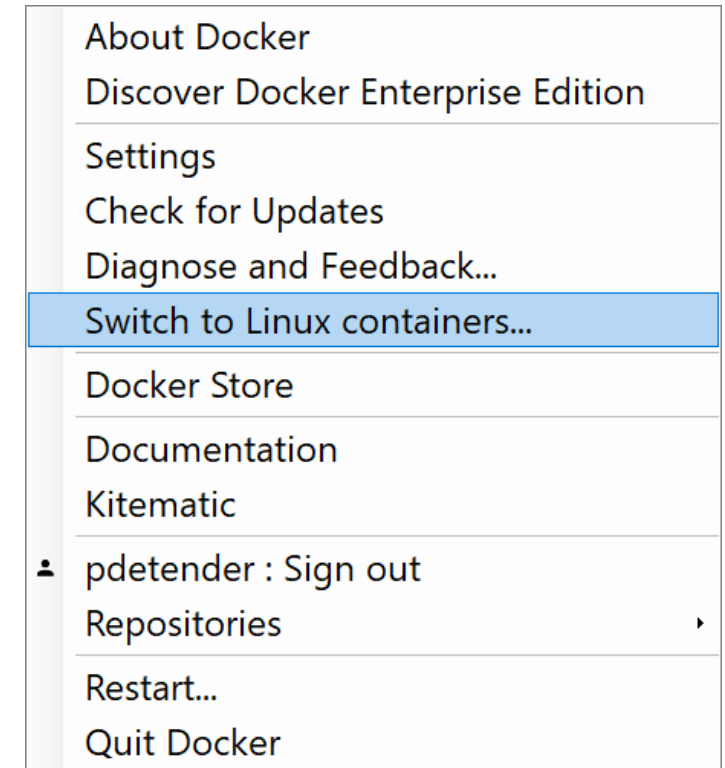 About Docker
Discover Docker Enterprise Edition
Settings
Check for Updates
Diagnose and Feedback...
Switch to Linux containers...
Docker Store
Documentation
Kitematic
pdetender : Sign out
Repositories
Restart...
Quit Docker